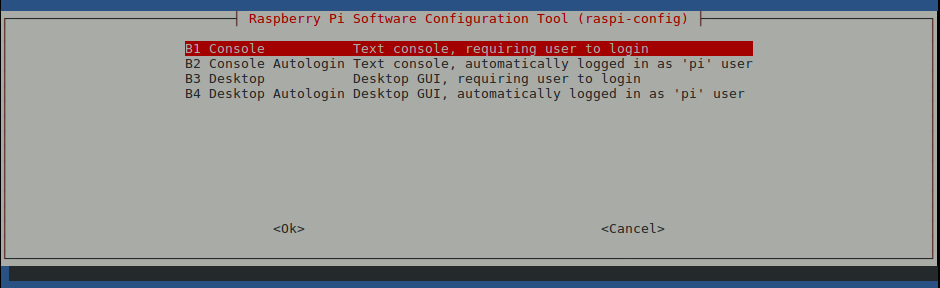 Raspberry Pi Software Configuration Tool (raspi-config)
B1 Console Text console, requiring user to login
B2 Console Autologin Text console, automatically logged in as 'pi' user
B3 Desktop Desktop GUI, requiring user to login
B4 Desktop Autologin Desktop GUI, automatically logged in as 'pi' user
<Ok> <Cancel>